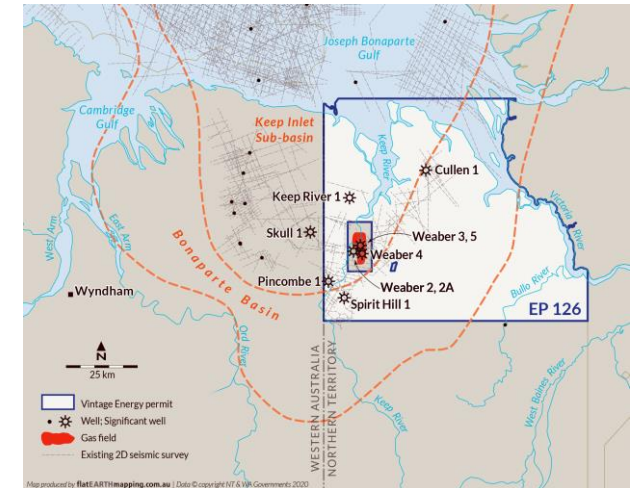 Joseph Bonaparte
Gulf
Cambridge
Gulf
Keep Inlet
Sub-basin
Keep River
Cullen 1
Keep River 1
Victoria River
West Arm
East Arm
Skull 1
Weaber 3, 5
Weaber 4
Bonaparte Basin
Pincombe 1
Weaber 2, 2A
Bullo River
Wyndham
Spirit Hill 1
EP 126
Ord River
N
25 km
WESTERN AUSTRALIA
NORTHERN TERRITORY
Keep River
West Baines River
Vintage Energy permit
Well; Significant well
Gas field
Existing 2D seismic survey
Map produced by flatEARTHmapping.com.au | Data © copyright NT & WA Governments 2020